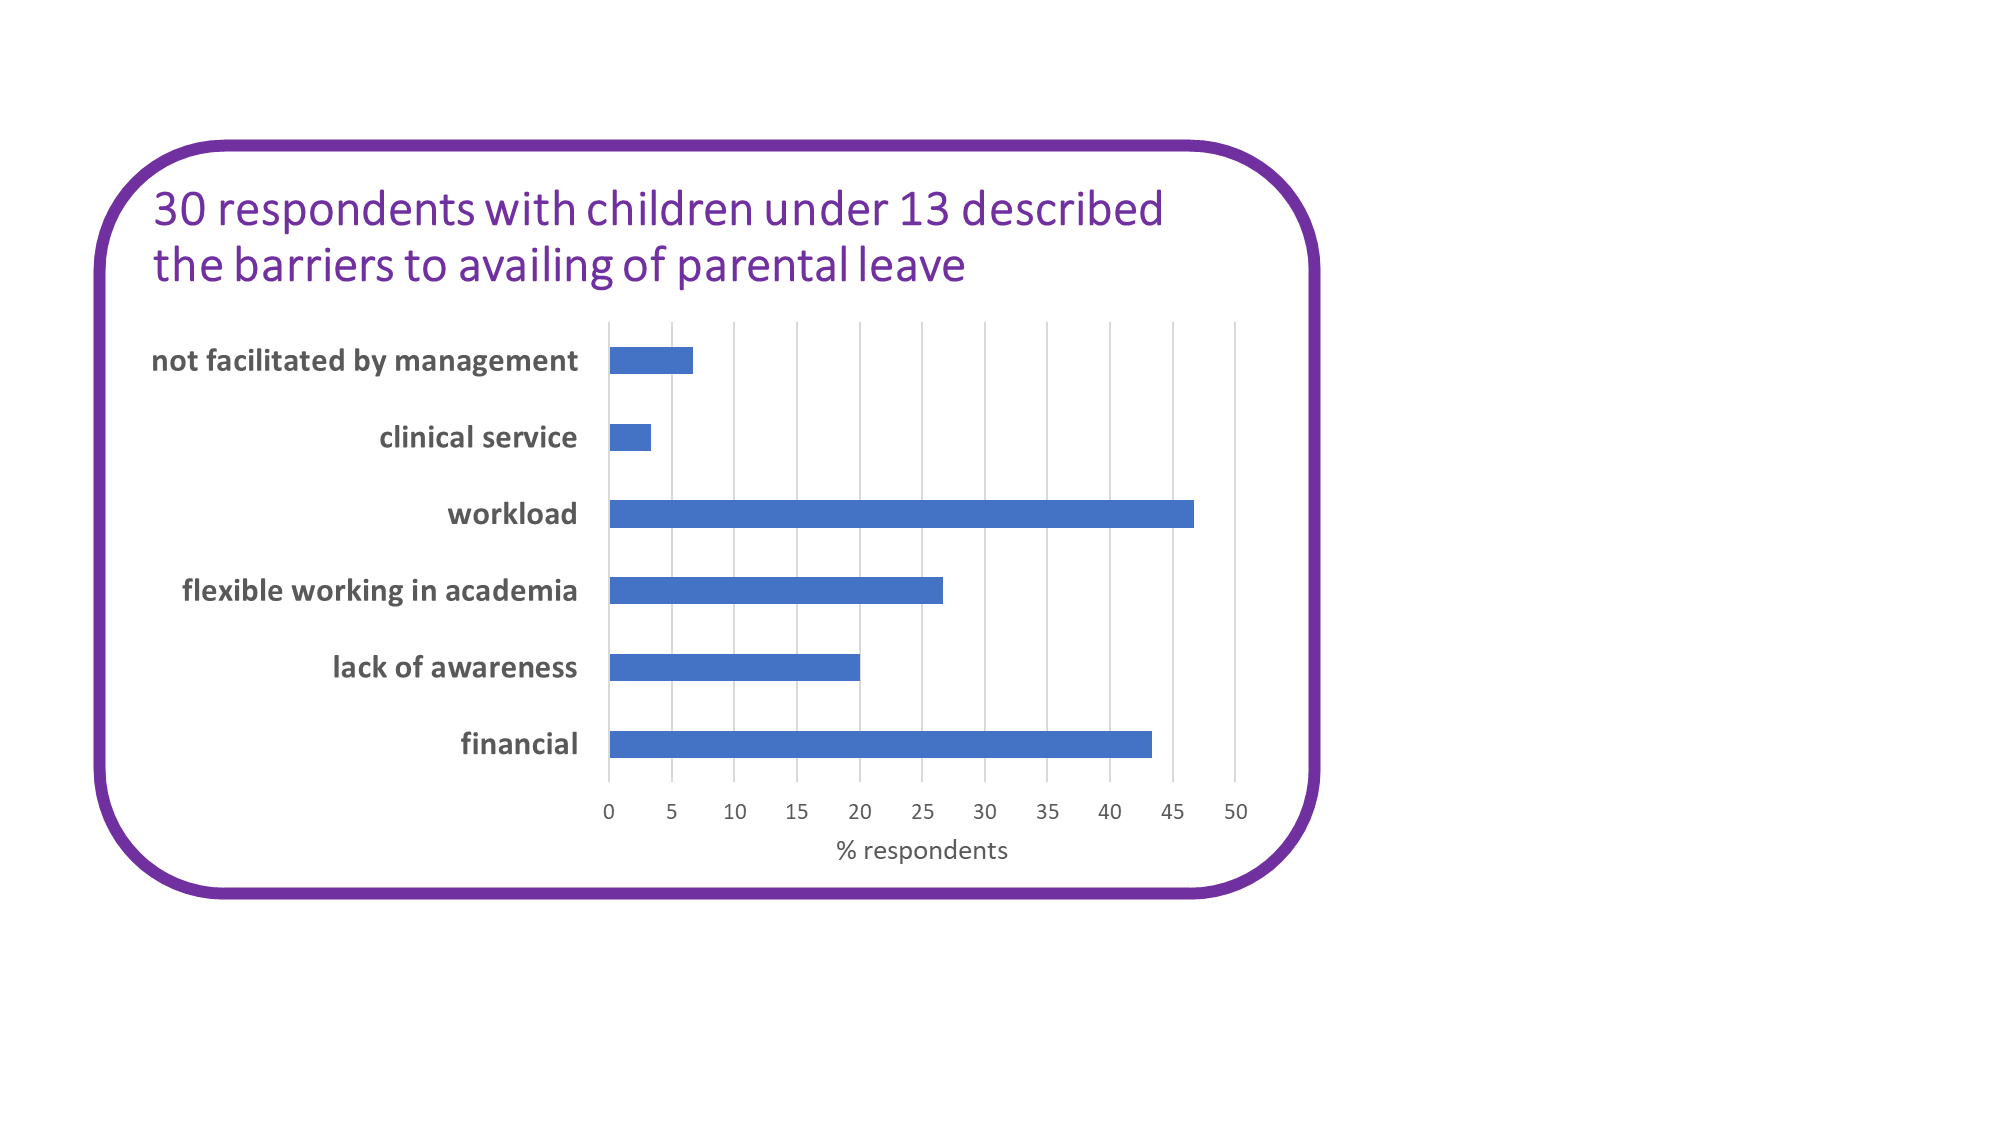 30 respondents with children under 13 described
the barriers to availing of parental leave
not facilitated by management
clinical service
workload
flexible working in academia
lack of awareness
financial
0 5 10 15 20 25 30 35 40 45 50
% respondents